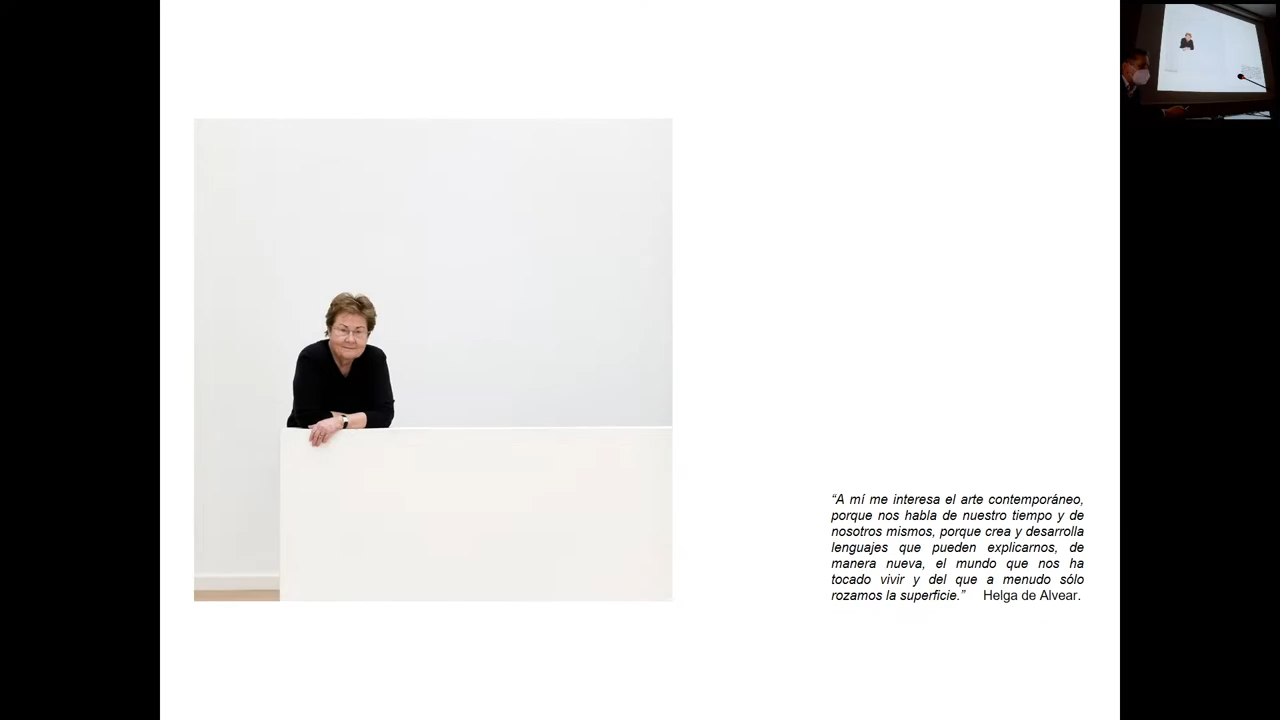 “A mí me interesa el arte contemporáneo,
porque nos habla de nuestro tiempo y de
nosotros mismos, porque crea y desarrolla
lenguajes que pueden explicarnos, de
manera nueva, el mundo que nos ha
tocado vivir y del que a menudo sólo
rozamos la superficie.” Helga de Alvear.